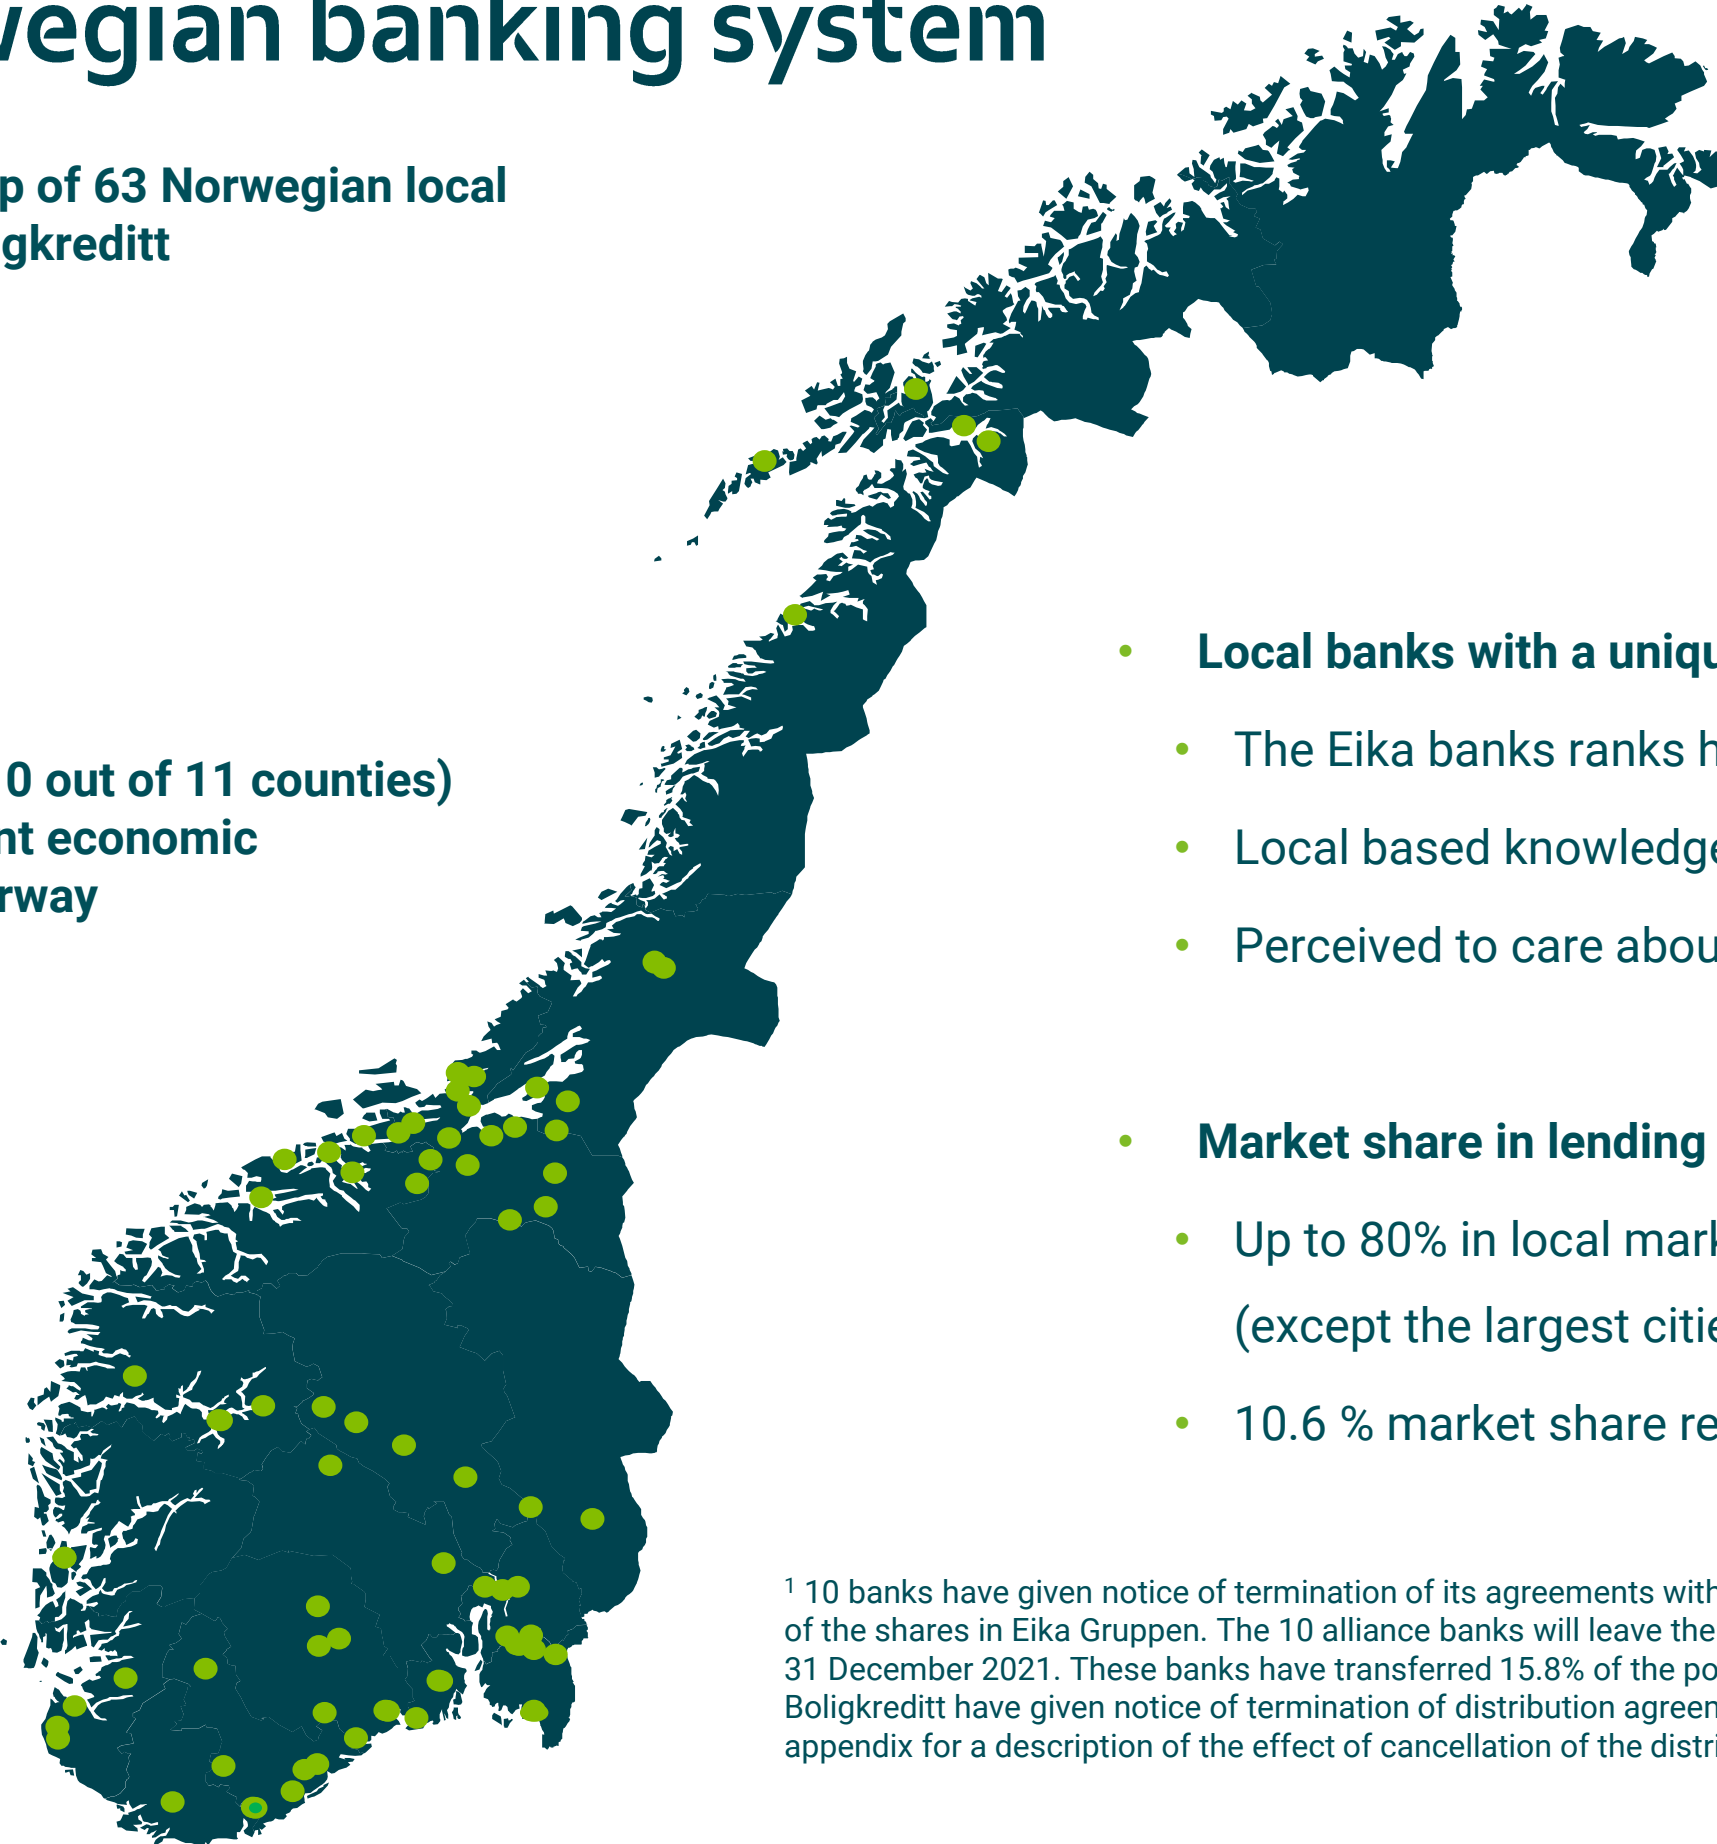 wegian banking system
p of 63 Norwegian local
gkreditt
0 out of 11 counties)
nt economic
rway
• Local banks with a uniqu
• The Eika banks ranks h
• Local based knowledge
• Perceived to care abou
• Market share in lending
• Up to 80% in local mark
(except the largest citie
• 10.6 % market share re
¹ 10 banks have given notice of termination of its agreements with
of the shares in Eika Gruppen. The 10 alliance banks will leave the
31 December 2021. These banks have transferred 15.8% of the po
Boligkreditt have given notice of termination of distribution agreem
appendix for a description of the effect of cancellation of the distri